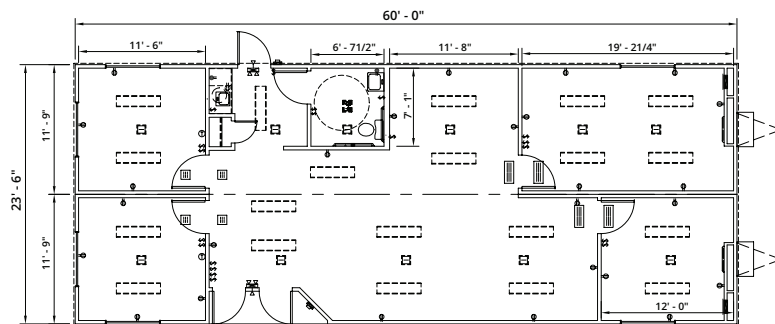 60' - 0"
11' - 6"
6' - 71/2"
11' - 8"
19' - 21/4"
11' - 9"
7' - 1"
23' - 6"
11' - 9"
12' - 0"